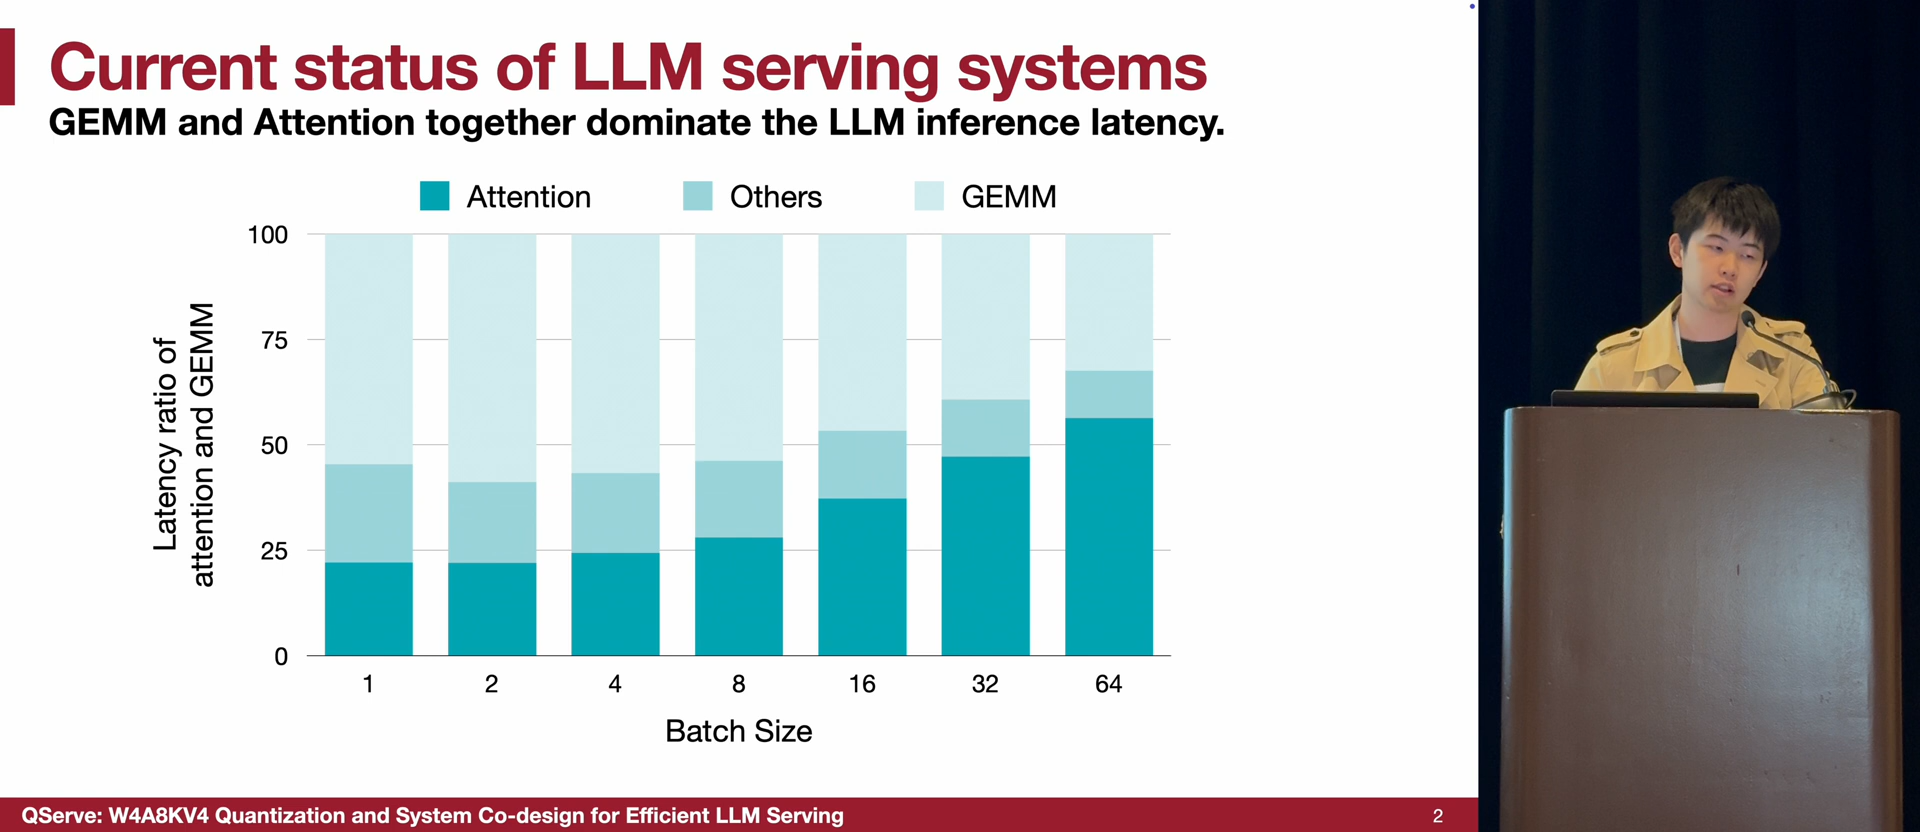 Current status of LLM serving systems
GEMM and Attention together dominate the LLM inference latency.
Attention
Others
GEMM
Latency ratio of
attention and GEMM
100
75
50
25
0
1
2
4
8
16
32
64
Batch Size
QServe: W4A8KV4 Quantization and System Co-design for Efficient LLM Serving
2